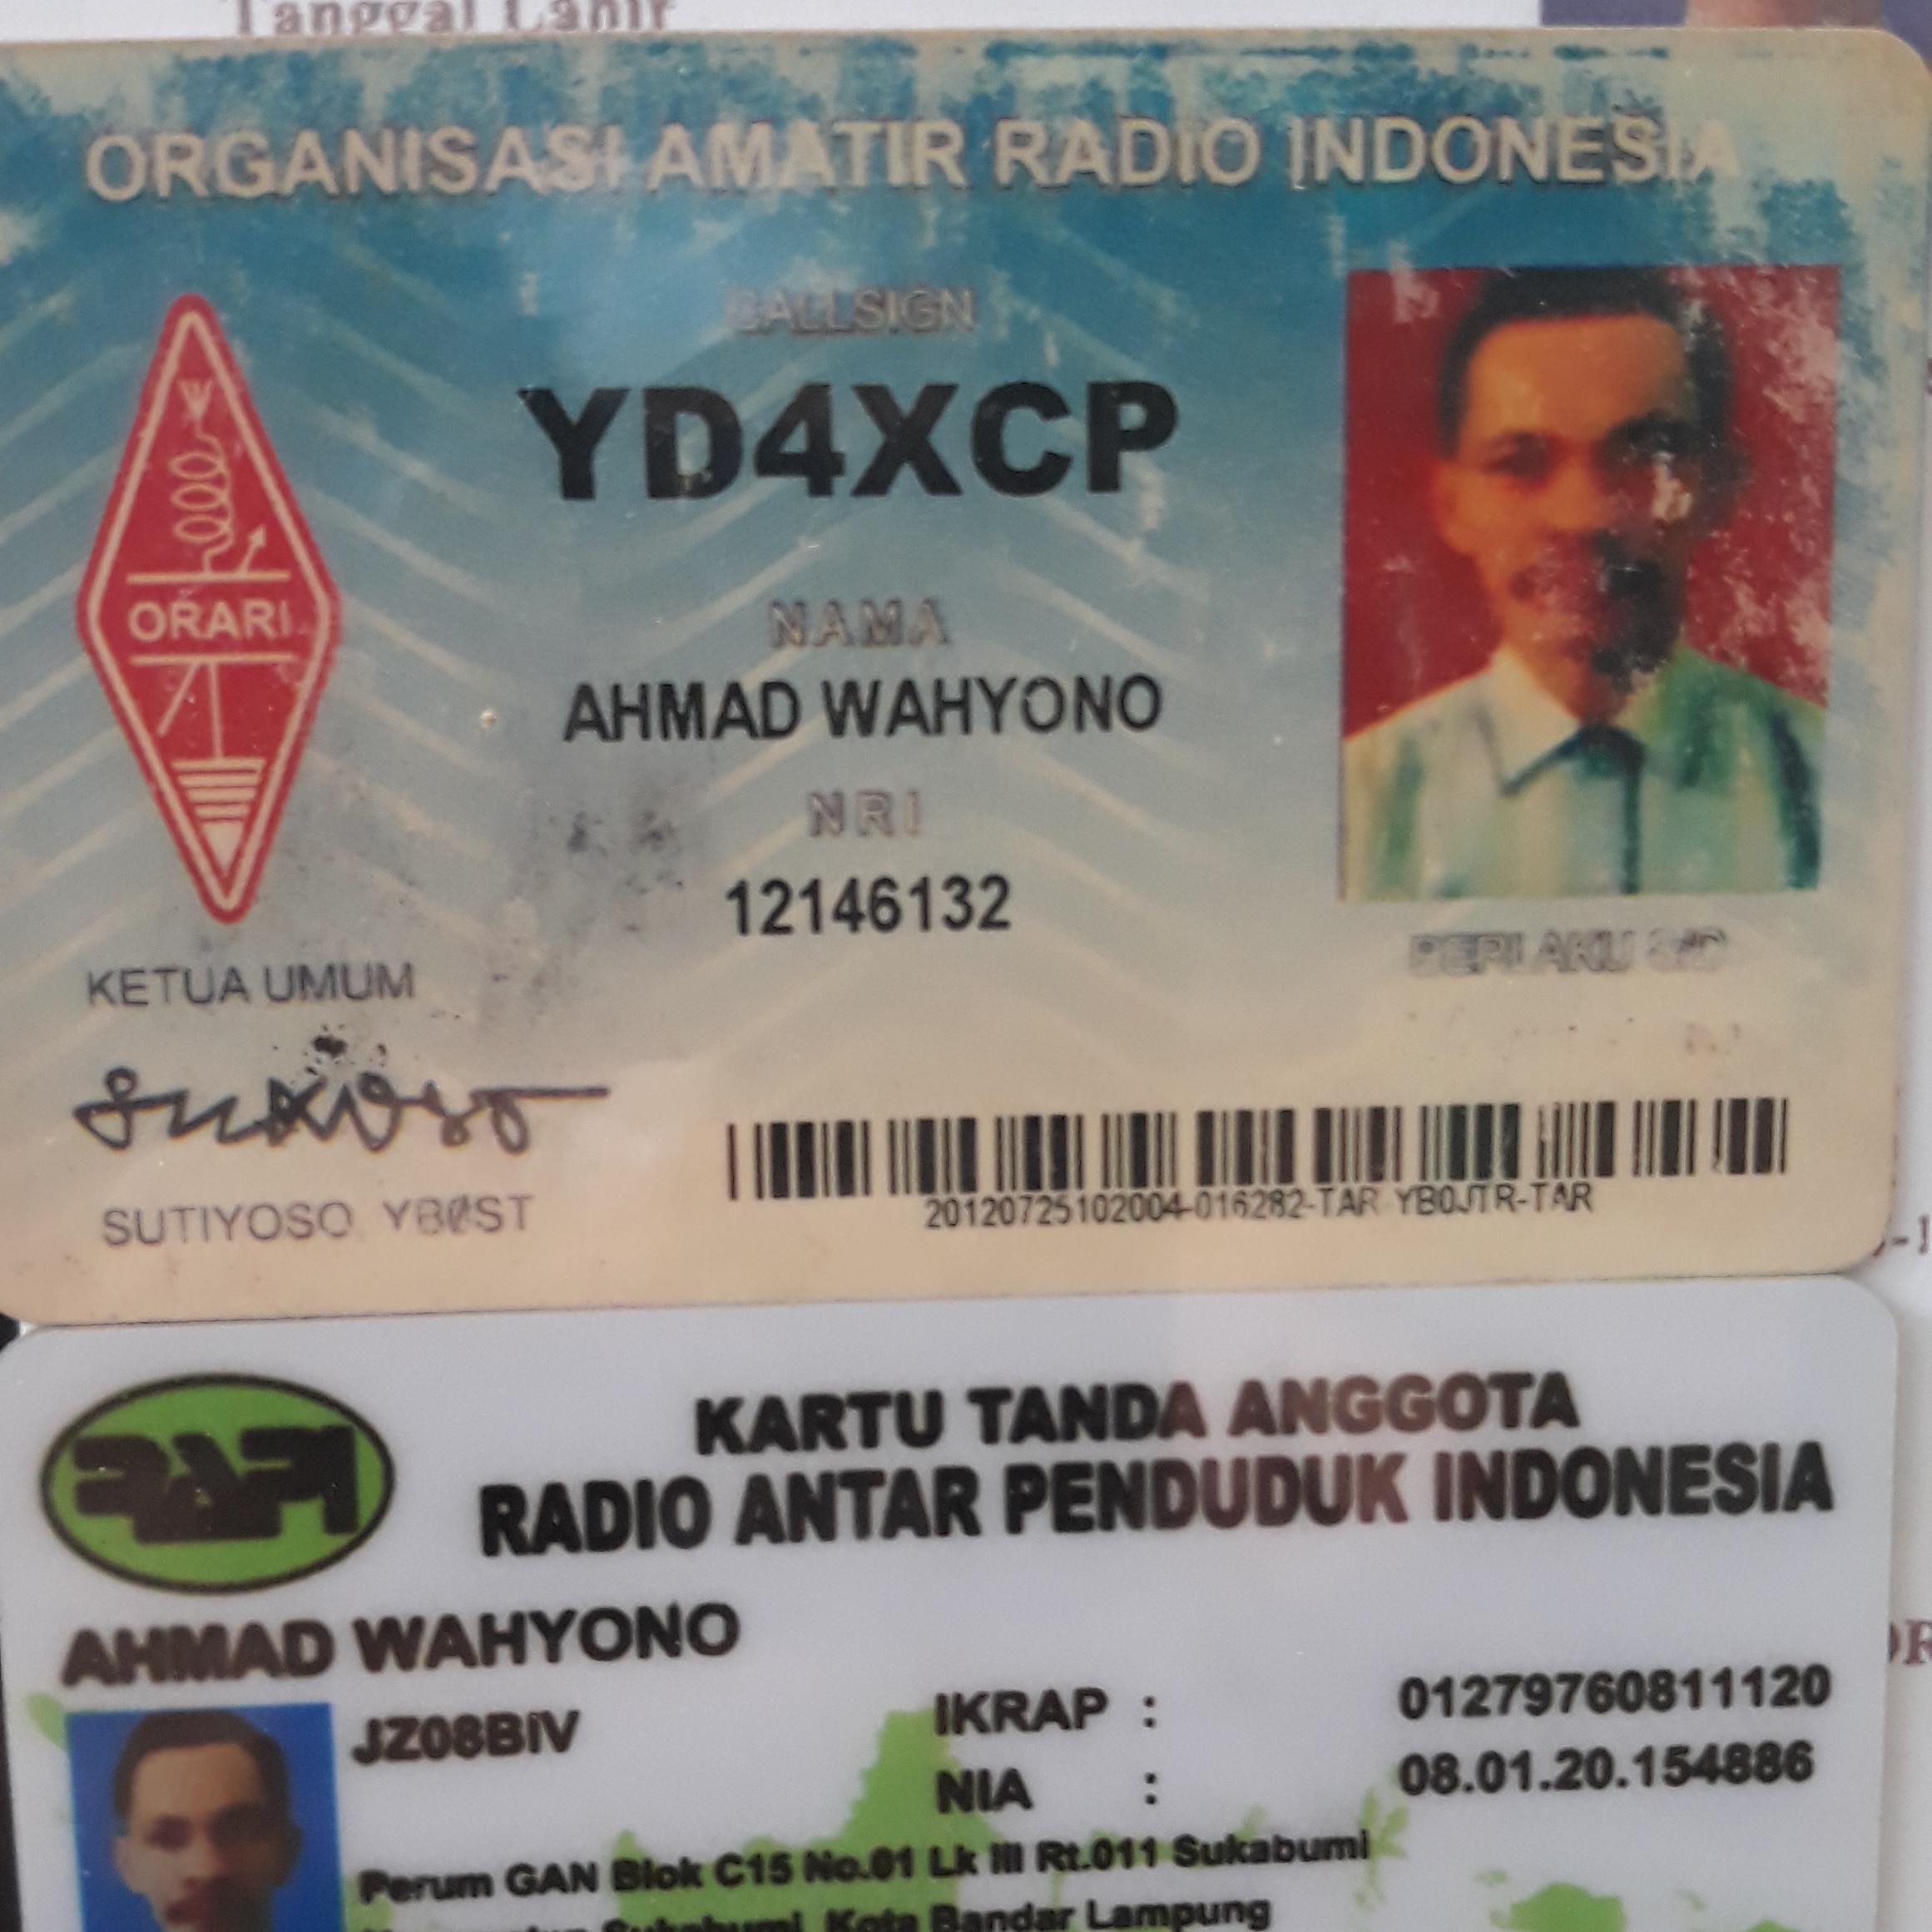 Tanggal Lahir
ORGANISASI AMATIR RADIO INDONESIA
CALLSIGN
YD4XCP
ORARI
NAMA
AHMAD WAHYONO
NRI
12146132
KETUA UMUM
BERLAKU S/D
SUTIYOSO, YBØST
20120725102004-016282-TAR YB0JTR-TAR
RAPI
KARTU TANDA ANGGOTA
RADIO ANTAR PENDUDUK INDONESIA
AHMAD WAHYONO
JZ08BIV
IKRAP : 01279760811120
NIA : 08.01.20.154886
Perum GAN Blok C15 No.01 Lk III Rt.011 Sukabumi
Sukabumi, Kota Bandar Lampung